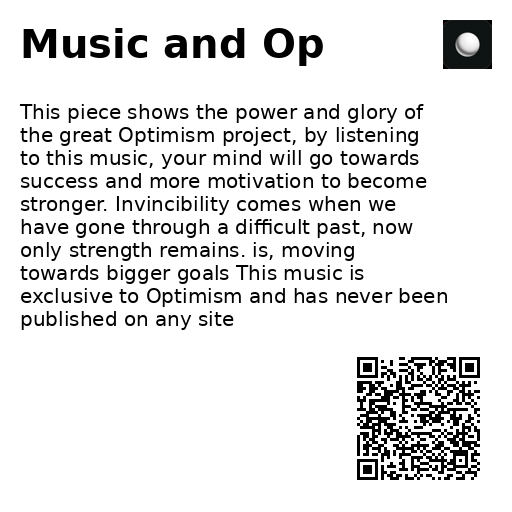 Music and Op
This piece shows the power and glory of
the great Optimism project, by listening
to this music, your mind will go towards
success and more motivation to become
stronger. Invincibility comes when we
have gone through a difficult past, now
only strength remains. is, moving
towards bigger goals This music is
exclusive to Optimism and has never been
published on any site